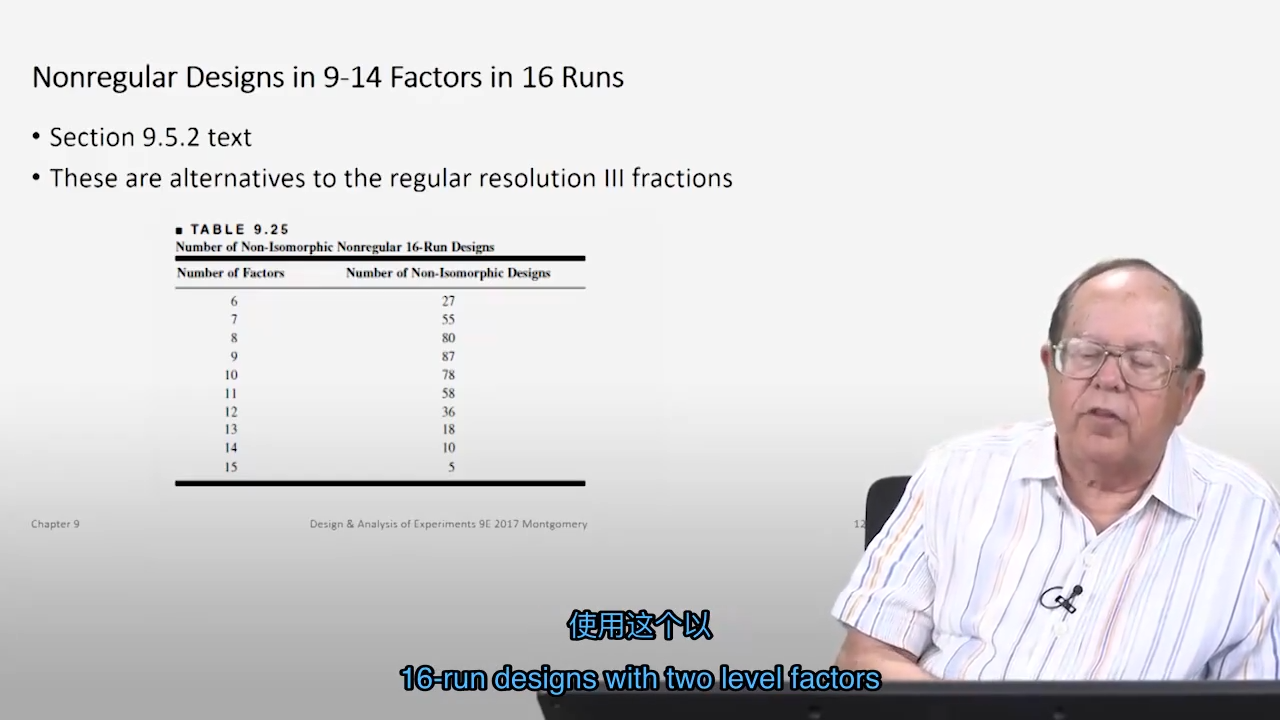 Nonregular Designs in 9-14 Factors in 16 Runs
• Section 9.5.2 text
• These are alternatives to the regular resolution III fractions
■ TABLE 9.25
Number of Non-Isomorphic Nonregular 16-Run Designs
Number of Factors Number of Non-Isomorphic Designs
6 27
7 55
8 80
9 87
10 78
11 58
12 36
13 18
14 10
15 5
Chapter 9 Design & Analysis of Experiments 9E 2017 Montgomery 12
使用这个以
16-run designs with two level factors